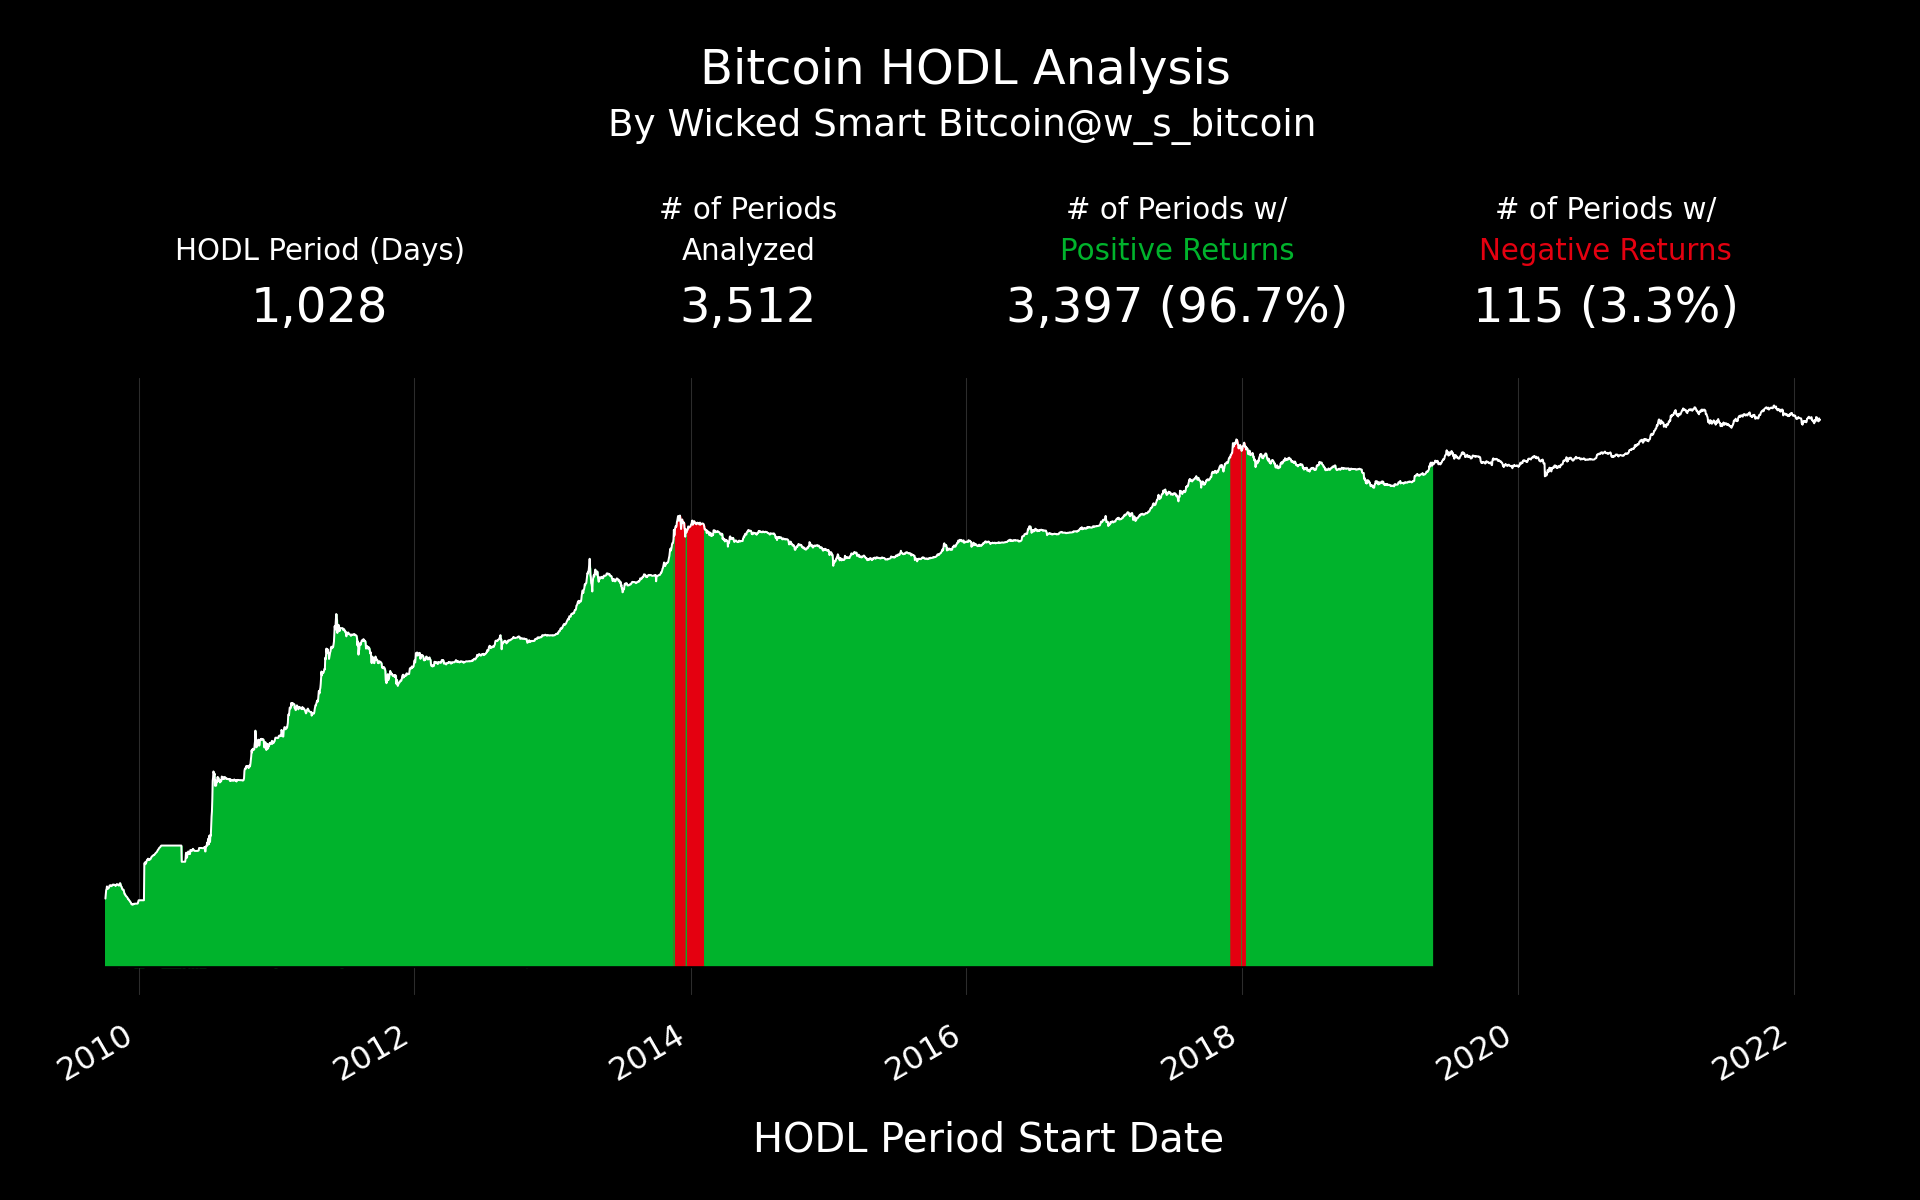 Bitcoin HODL Analysis
By Wicked Smart Bitcoin@w_s_bitcoin
HODL Period (Days)
1,028
# of Periods
Analyzed
3,512
# of Periods w/
Positive Returns
3,397 (96.7%)
# of Periods w/
Negative Returns
115 (3.3%)
2010
2012
2014
2016
2018
2020
2022
HODL Period Start Date